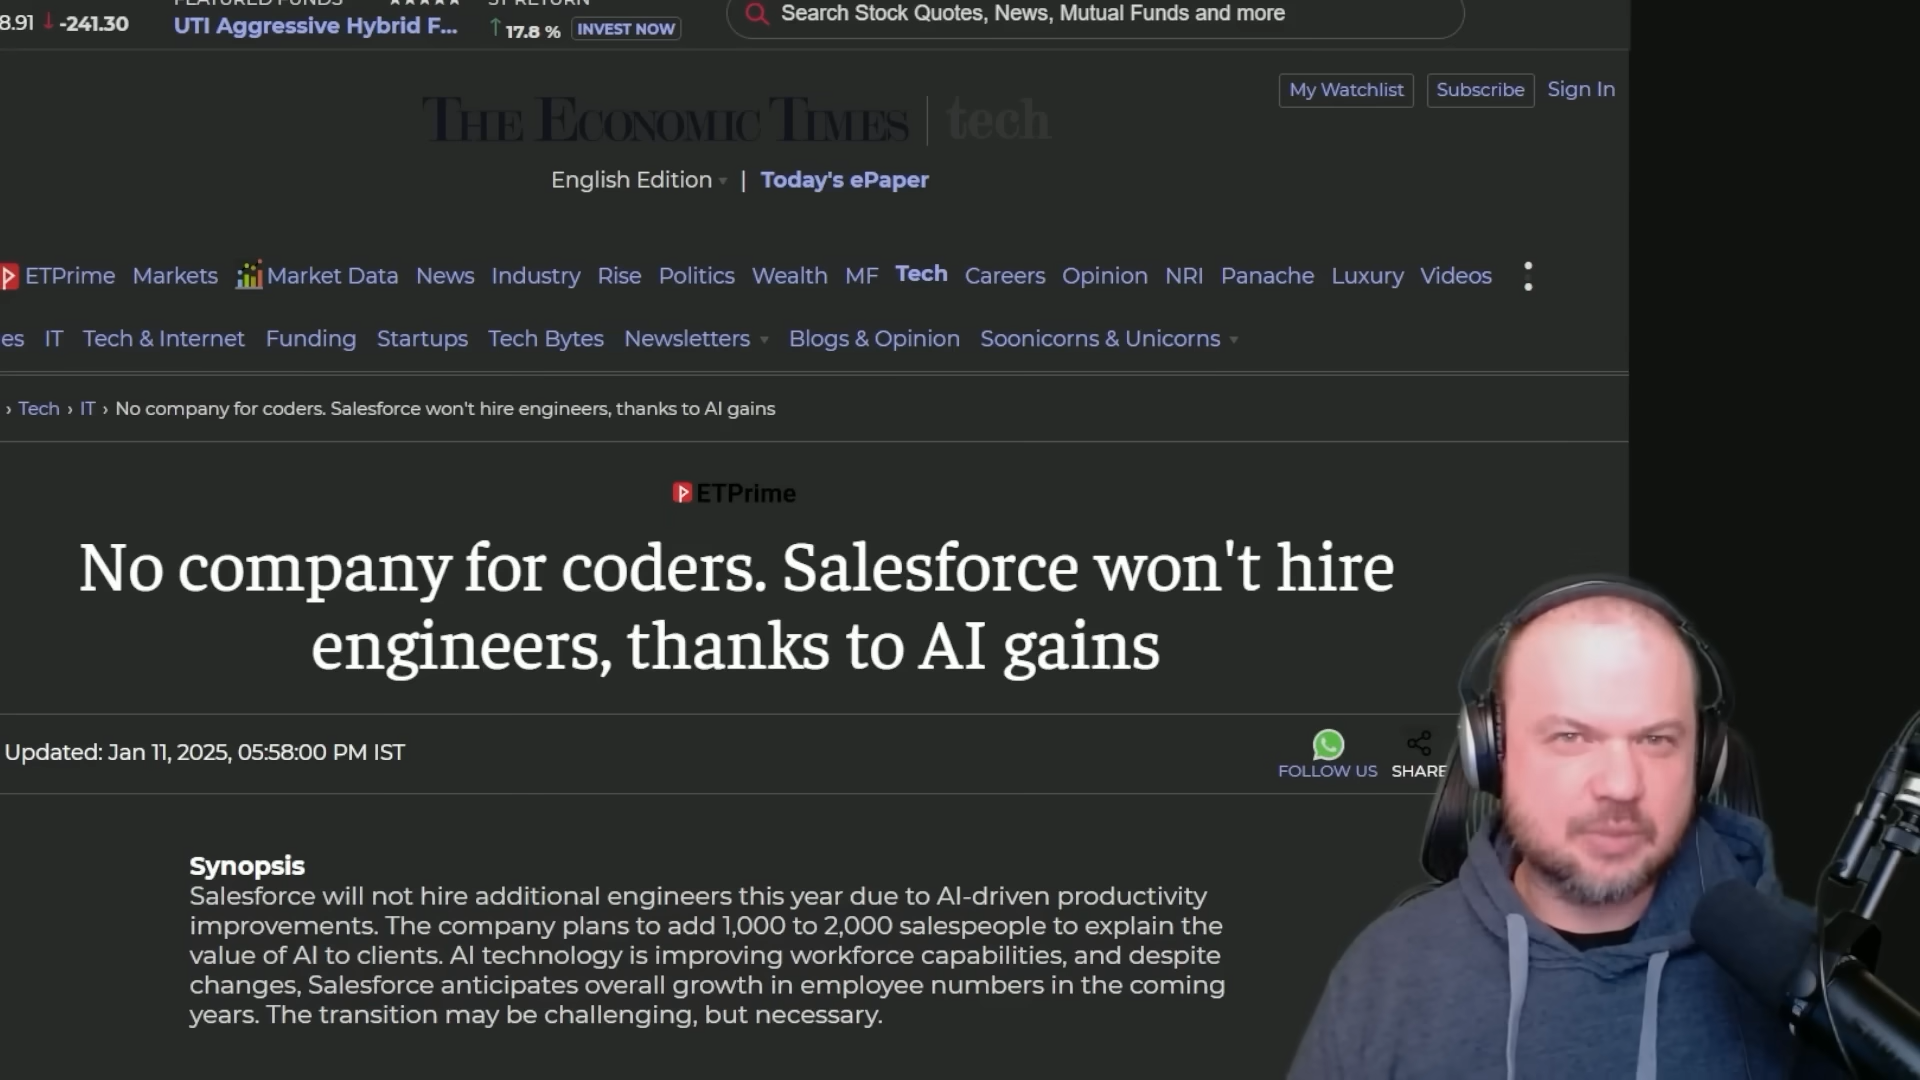 8.91 ↓ -241.30
FEATURED FUNDS ★★★★★
UTI Aggressive Hybrid F...
5Y RETURN
↑ 17.8 % INVEST NOW
Search Stock Quotes, News, Mutual Funds and more
My Watchlist Subscribe Sign In
THE ECONOMIC TIMES | tech
English Edition | Today's ePaper
ETPrime Markets Market Data News Industry Rise Politics Wealth MF Tech Careers Opinion NRI Panache Luxury Videos
es IT Tech & Internet Funding Startups Tech Bytes Newsletters Blogs & Opinion Soonicorns & Unicorns
› Tech › IT › No company for coders. Salesforce won't hire engineers, thanks to AI gains
ETPrime
No company for coders. Salesforce won't hire
engineers, thanks to AI gains
Updated: Jan 11, 2025, 05:58:00 PM IST
FOLLOW US SHARE
Synopsis
Salesforce will not hire additional engineers this year due to AI-driven productivity
improvements. The company plans to add 1,000 to 2,000 salespeople to explain the
value of AI to clients. AI technology is improving workforce capabilities, and despite
changes, Salesforce anticipates overall growth in employee numbers in the coming
years. The transition may be challenging, but necessary.